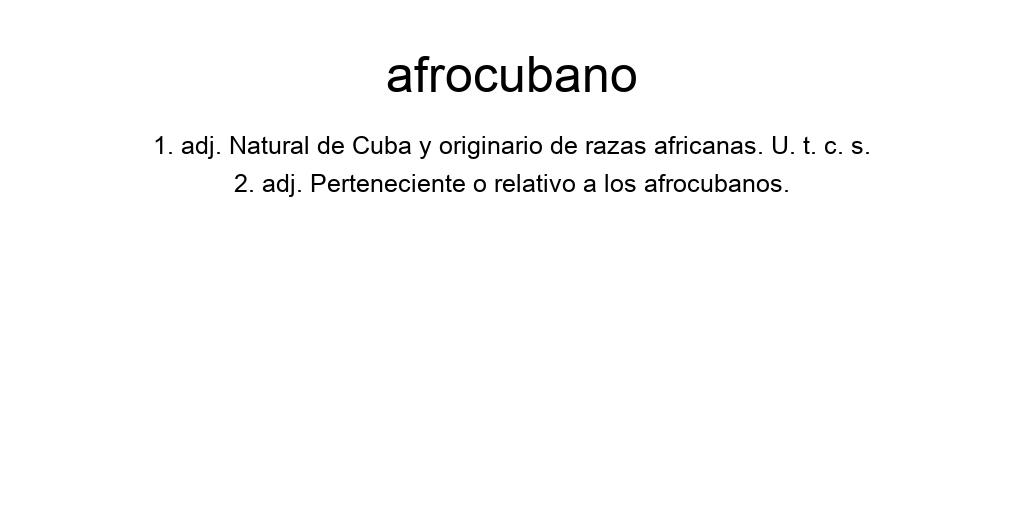 afrocubano
1. adj. Natural de Cuba y originario de razas africanas. U. t. c. s.
2. adj. Perteneciente o relativo a los afrocubanos.